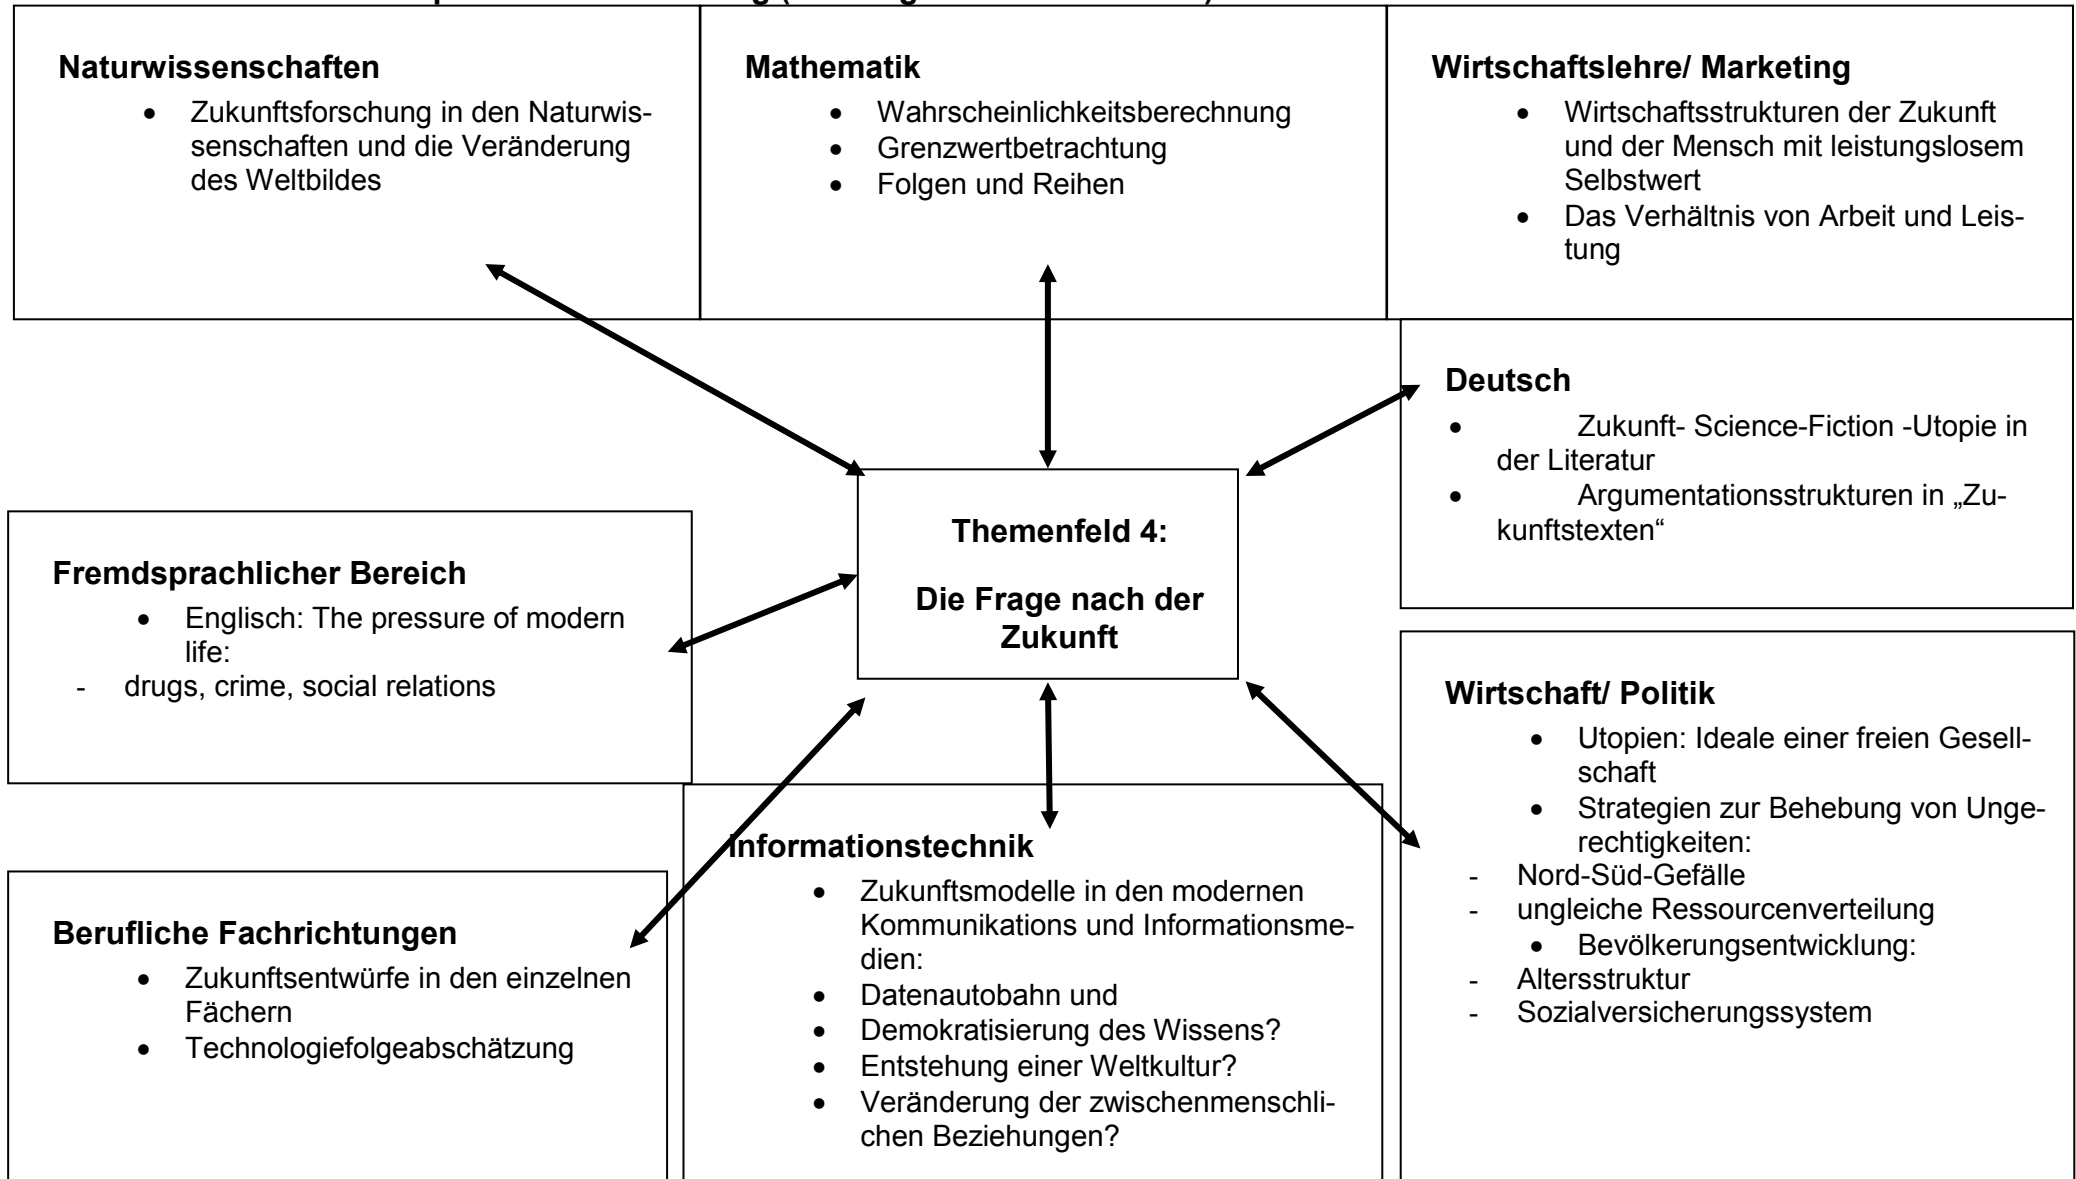 Naturwissenschaften
• Zukunftsforschung in den Naturwis-
senschaften und die Veränderung
des Weltbildes
Mathematik
• Wahrscheinlichkeitsberechnung
• Grenzwertbetrachtung
• Folgen und Reihen
Wirtschaftslehre/ Marketing
• Wirtschaftsstrukturen der Zukunft
und der Mensch mit leistungslosem
Selbstwert
• Das Verhältnis von Arbeit und Leis-
tung
Deutsch
• Zukunft- Science-Fiction -Utopie in
der Literatur
• Argumentationsstrukturen in „Zu-
kunftstexten“
Themenfeld 4:
Die Frage nach der
Zukunft
Fremdsprachlicher Bereich
• Englisch: The pressure of modern
life:
- drugs, crime, social relations
Wirtschaft/ Politik
• Utopien: Ideale einer freien Gesell-
schaft
• Strategien zur Behebung von Unge-
rechtigkeiten:
- Nord-Süd-Gefälle
- ungleiche Ressourcenverteilung
• Bevölkerungsentwicklung:
- Altersstruktur
- Sozialversicherungssystem
Informationstechnik
• Zukunftsmodelle in den modernen
Kommunikations und Informationsme-
dien:
• Datenautobahn und
• Demokratisierung des Wissens?
• Entstehung einer Weltkultur?
• Veränderung der zwischenmenschli-
chen Beziehungen?
Berufliche Fachrichtungen
• Zukunftsentwürfe in den einzelnen
Fächern
• Technologiefolgeabschätzung